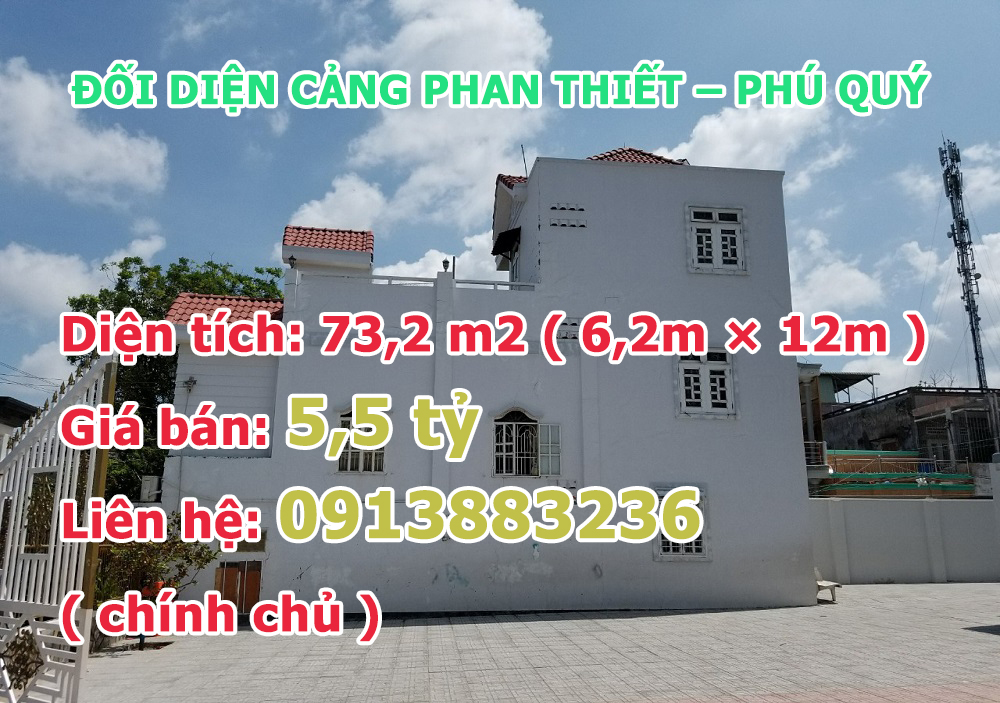 ĐỐI DIỆN CẢNG PHAN THIẾT – PHÚ QUÝ
Diện tích: 73,2 m2 ( 6,2m × 12m )
Giá bán: 5,5 tỷ
Liên hệ: 0913883236
( chính chủ )